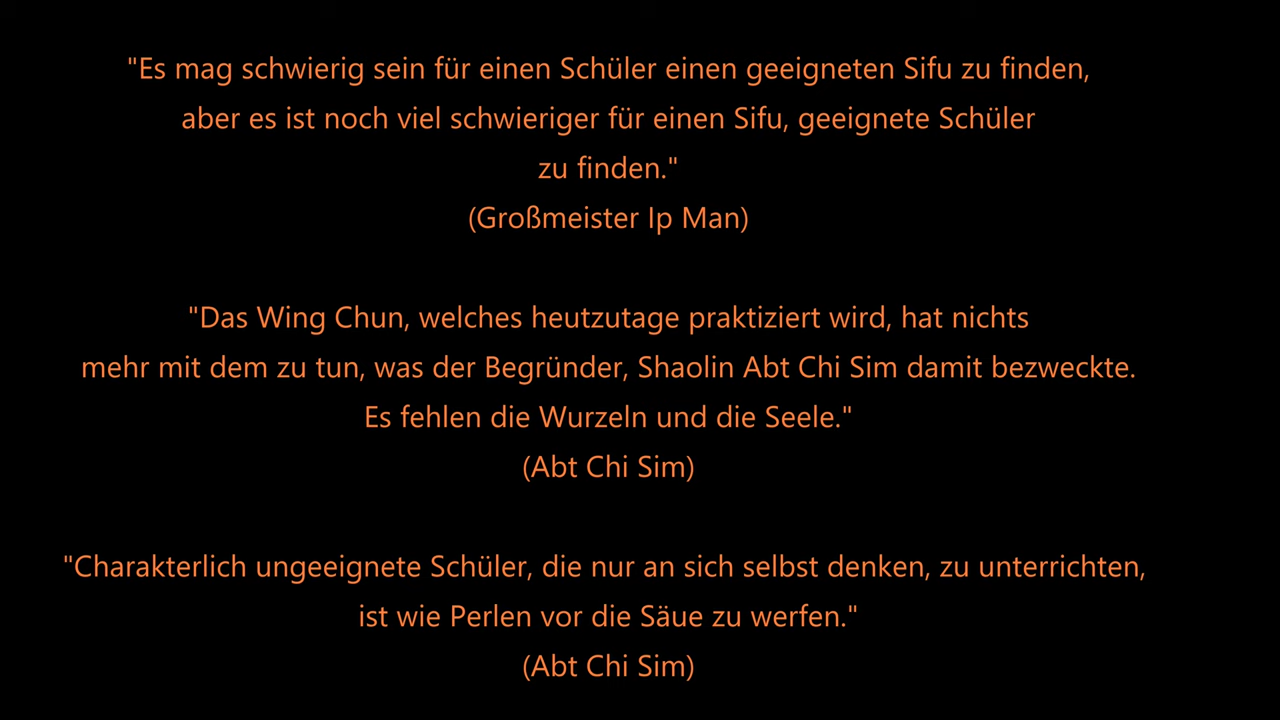 "Es mag schwierig sein für einen Schüler einen geeigneten Sifu zu finden,
aber es ist noch viel schwieriger für einen Sifu, geeignete Schüler
zu finden."
(Großmeister Ip Man)
"Das Wing Chun, welches heutzutage praktiziert wird, hat nichts
mehr mit dem zu tun, was der Begründer, Shaolin Abt Chi Sim damit bezweckte.
Es fehlen die Wurzeln und die Seele."
(Abt Chi Sim)
"Charakterlich ungeeignete Schüler, die nur an sich selbst denken, zu unterrichten,
ist wie Perlen vor die Säue zu werfen."
(Abt Chi Sim)